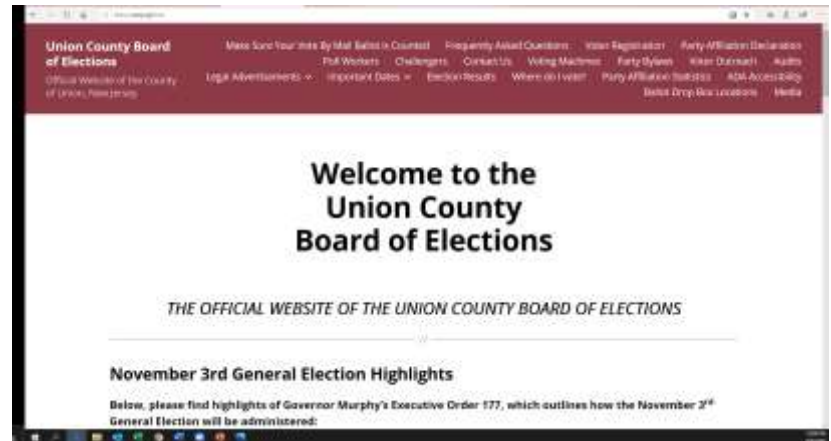 Union County Board
of Elections
Official Website of the County
of Union, New Jersey
Make Sure Your Vote By Mail Ballot is Counted! Frequently Asked Questions Voter Registration Party Affiliation Declaration
Poll Workers Challengers Contact Us Voting Machines Party Bylaws Voter Outreach Audits
Legal Advertisements Important Dates Election Results Where do I vote? Party Affiliation Statistics ADA Accessibility
Ballot Drop Box Locations Media
Welcome to the
Union County
Board of Elections
THE OFFICIAL WEBSITE OF THE UNION COUNTY BOARD OF ELECTIONS
November 3rd General Election Highlights
Below, please find highlights of Governor Murphy's Executive Order 177, which outlines how the November 3rd
General Election will be administered: